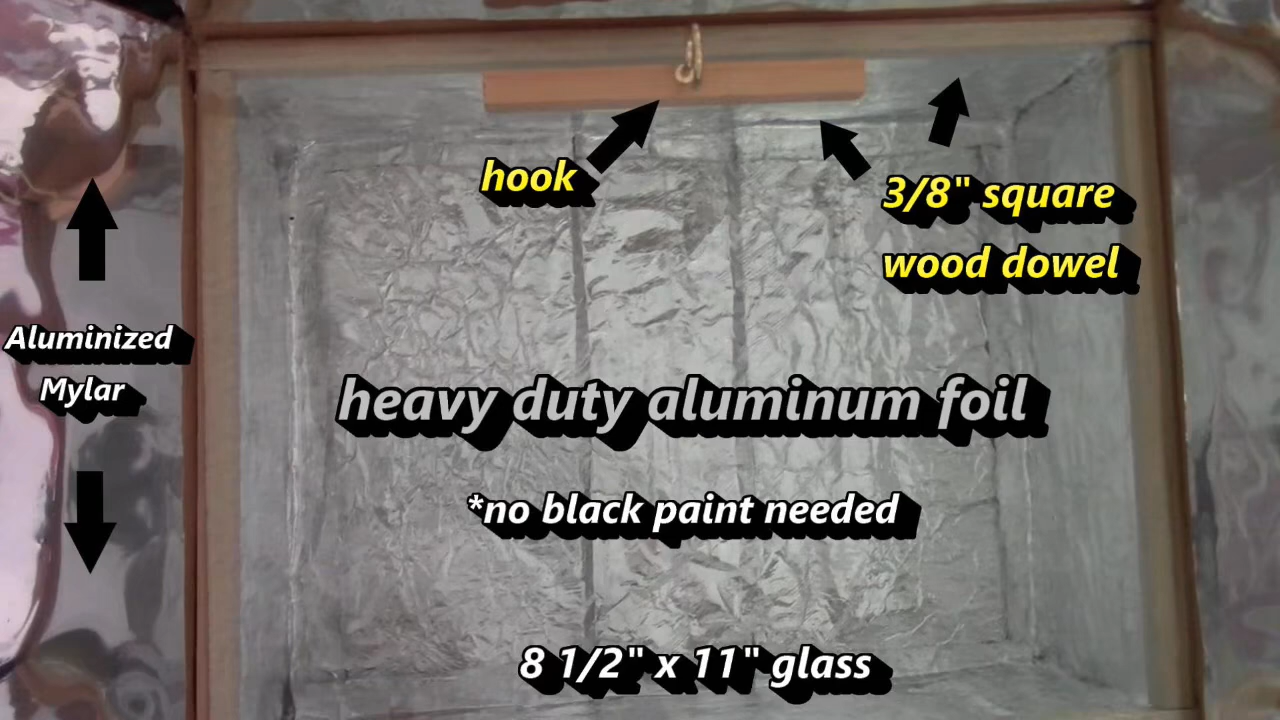 hook
3/8" square
wood dowel
Aluminized
Mylar
heavy duty aluminum foil
*no black paint needed
8 1/2" x 11" glass